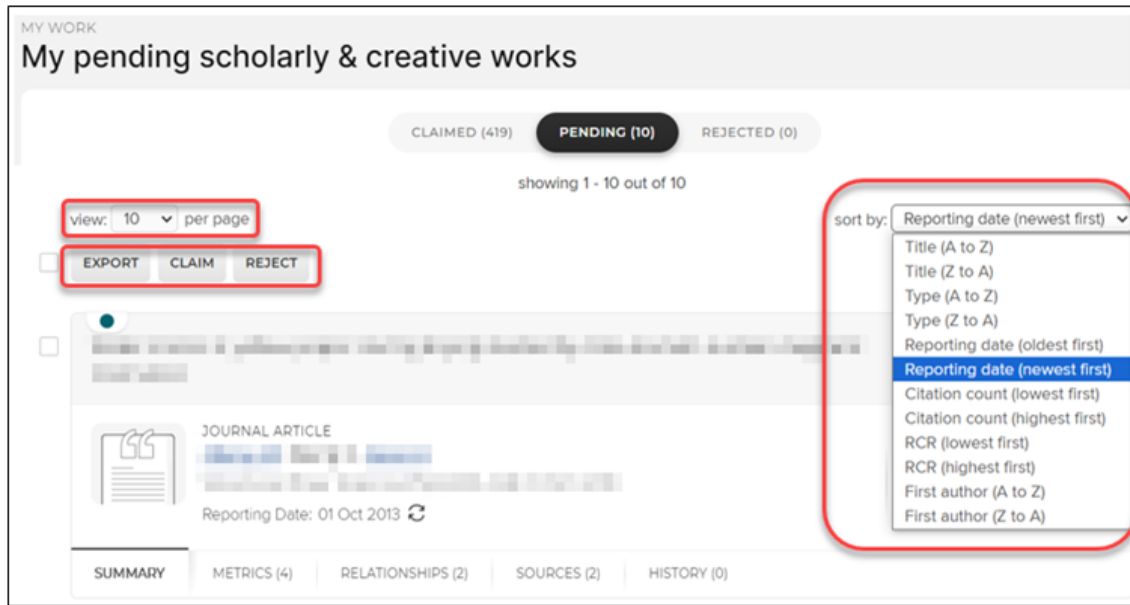 MY WORK
My pending scholarly & creative works
CLAIMED (419) PENDING (10) REJECTED (0)
showing 1 - 10 out of 10
view: 10 per page
sort by: Reporting date (newest first)
EXPORT CLAIM REJECT
Title (A to Z)
Title (Z to A)
Type (A to Z)
Type (Z to A)
Reporting date (oldest first)
Reporting date (newest first)
Citation count (lowest first)
Citation count (highest first)
RCR (lowest first)
RCR (highest first)
First author (A to Z)
First author (Z to A)
JOURNAL ARTICLE
Reporting Date: 01 Oct 2013
SUMMARY METRICS (4) RELATIONSHIPS (2) SOURCES (2) HISTORY (0)